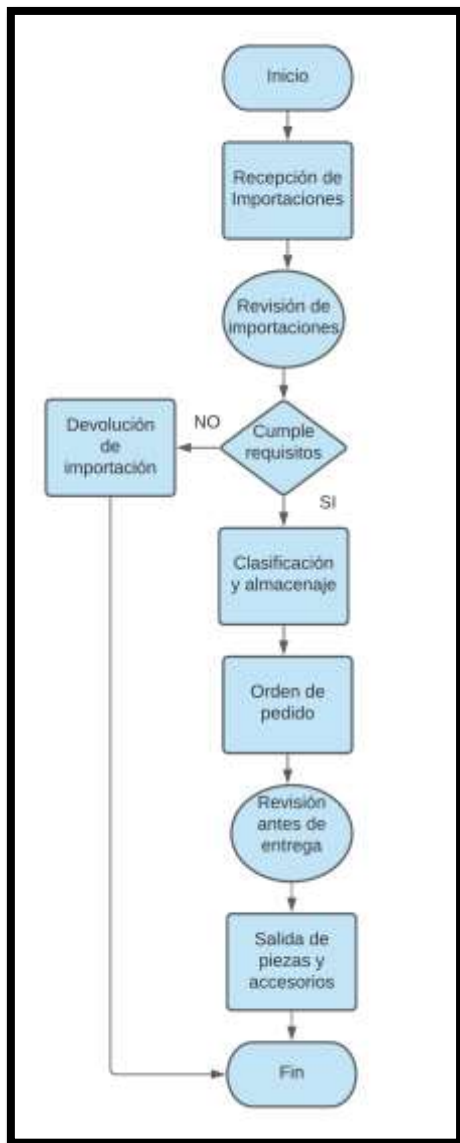 Inicio
Recepción de
Importaciones
Revisión de
importaciones
Cumple
requisitos
NO
Devolución
de
importación
SI
Clasificación
y almacenaje
Orden de
pedido
Revisión
antes de
entrega
Salida de
piezas y
accesorios
Fin